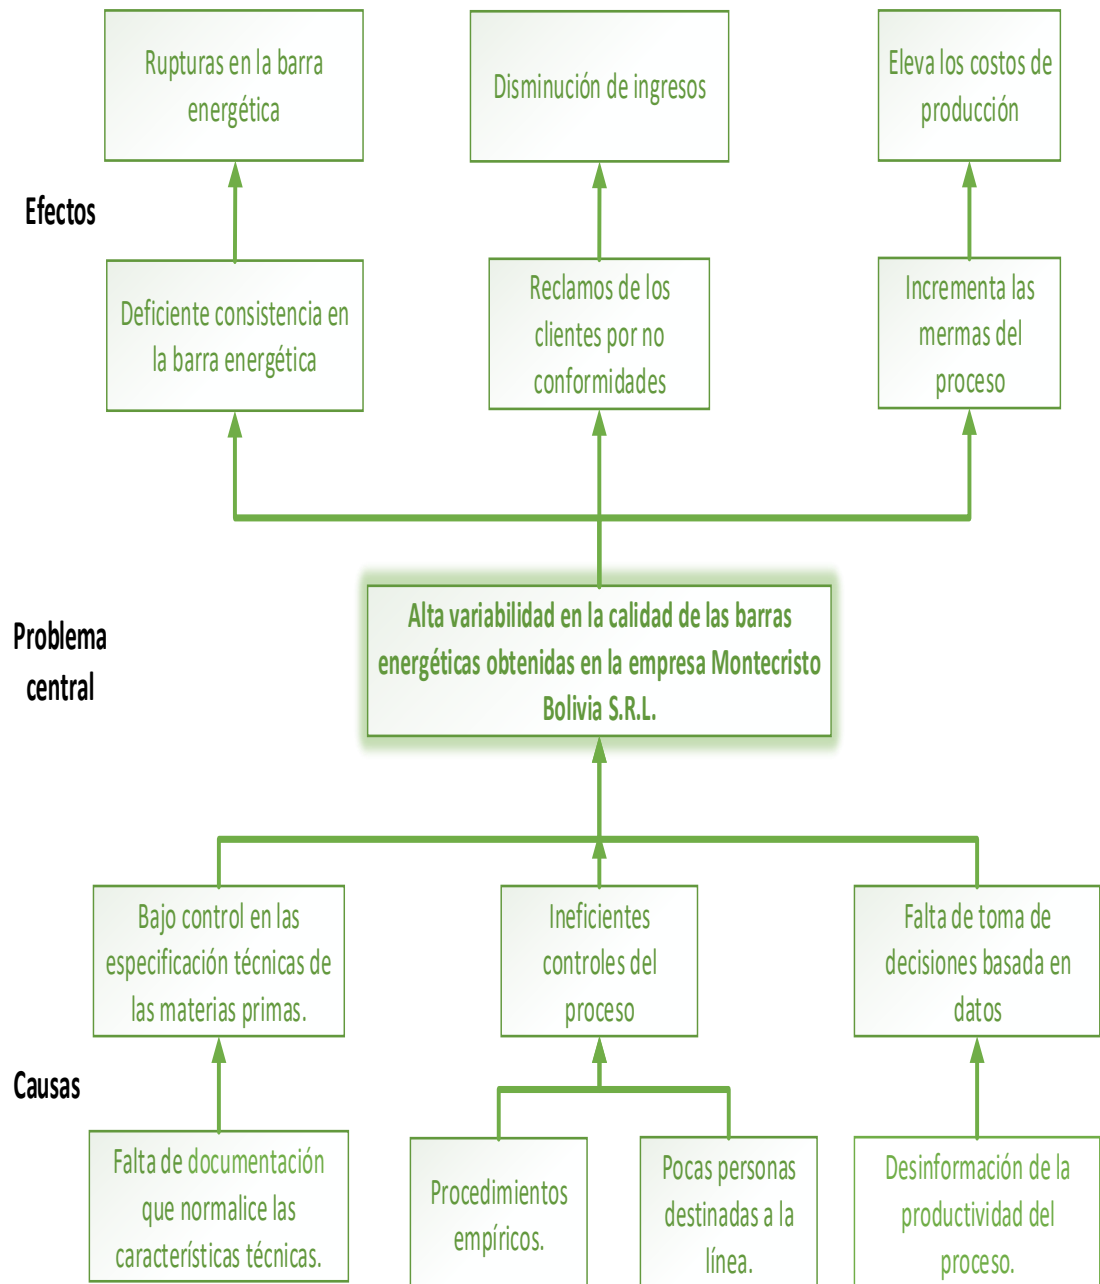 Rupturas en la barra
energética
Disminución de ingresos
Eleva los costos de
producción
Efectos
Deficiente consistencia en
la barra energética
Reclamos de los
clientes por no
conformidades
Incrementa las
mermas del
proceso
Problema
central
Alta variabilidad en la calidad de las barras
energéticas obtenidas en la empresa Montecristo
Bolivia S.R.L.
Bajo control en las
especificación técnicas de
las materias primas.
Ineficientes
controles del
proceso
Falta de toma de
decisiones basada en
datos
Causas
Falta de documentación
que normalice las
características técnicas.
Procedimientos
empíricos.
Pocas personas
destinadas a la
línea.
Desinformación de la
productividad del
proceso.